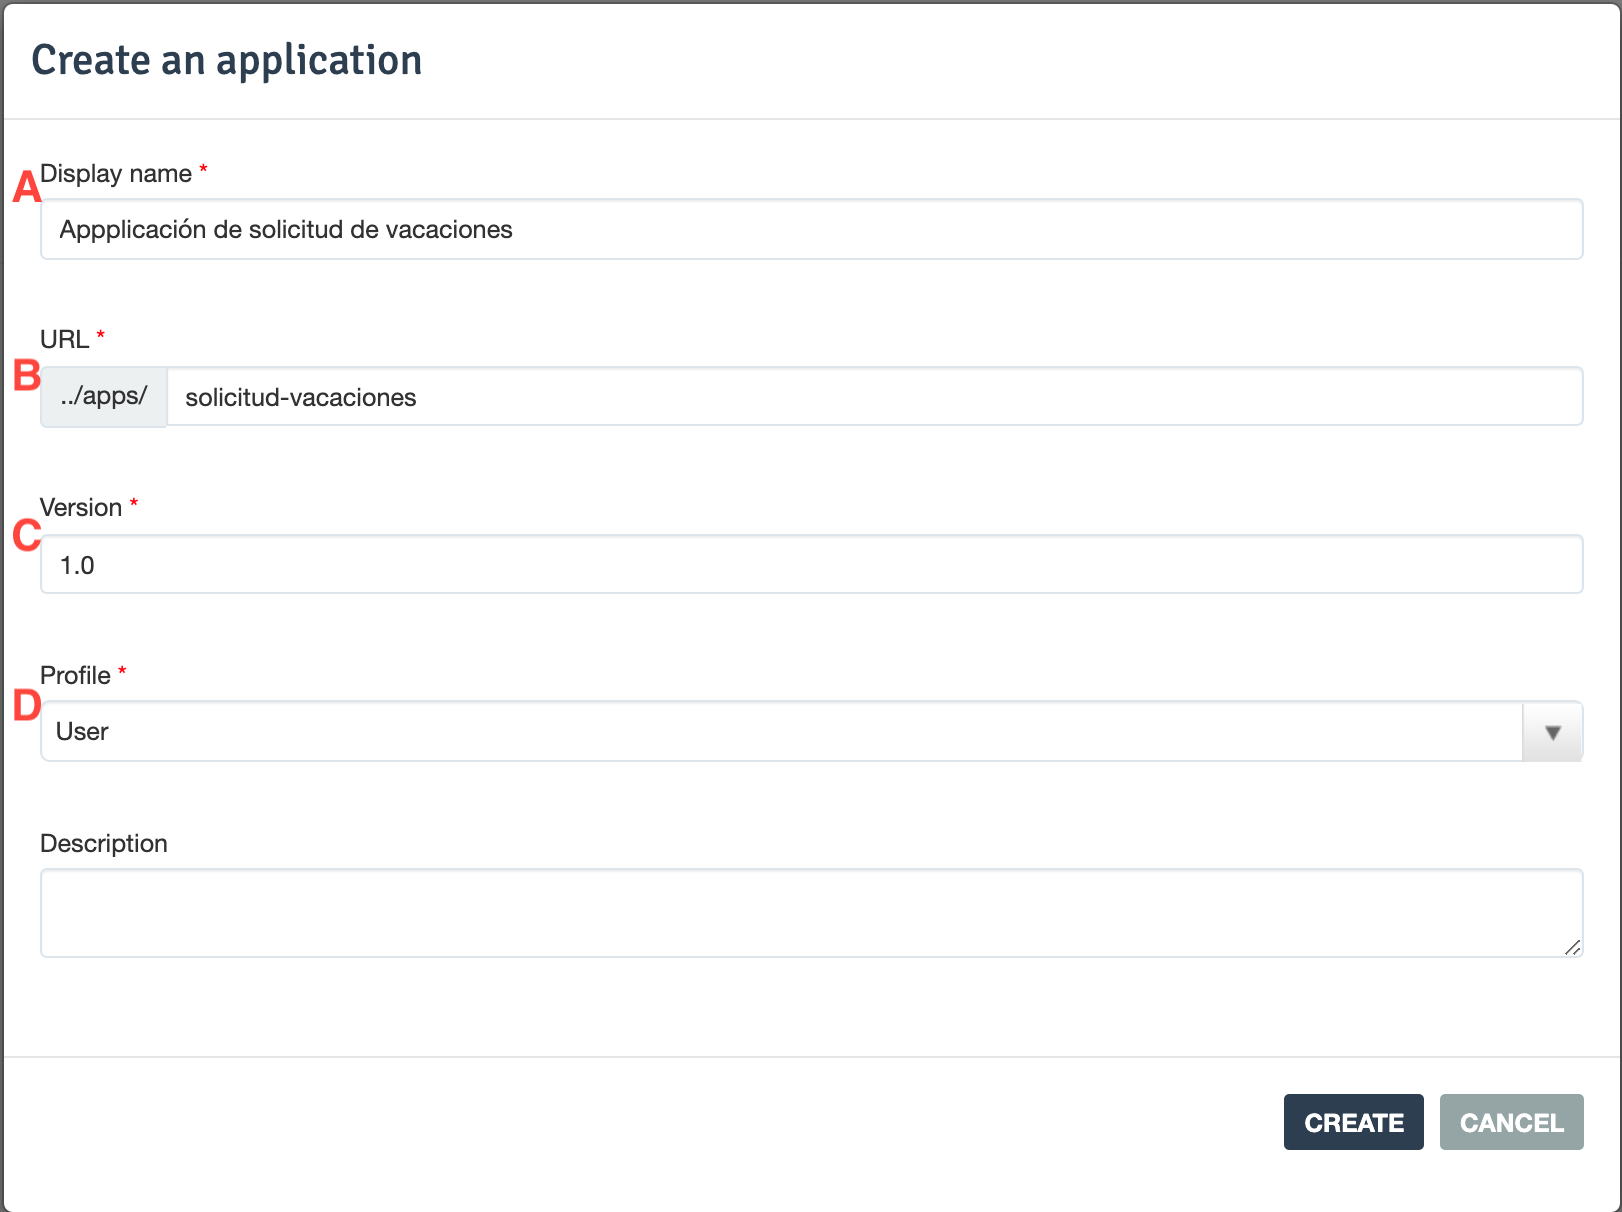 Create an application
A Display name *
Appplicación de solicitud de vacaciones
URL *
B ../apps/ solicitud-vacaciones
Version *
C 1.0
Profile *
D User
Description
CREATE CANCEL